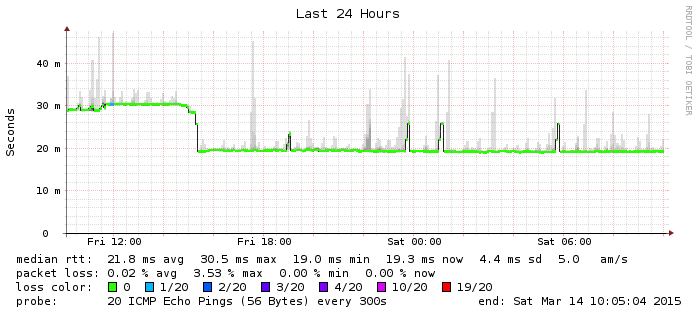 Last 24 Hours
RRDTOOL / TOBI OETIKER
Seconds
40 m
30 m
20 m
10 m
0
Fri 12:00 Fri 18:00 Sat 00:00 Sat 06:00
median rtt: 21.8 ms avg 30.5 ms max 19.0 ms min 19.3 ms now 4.4 ms sd 5.0 am/s
packet loss: 0.02 % avg 3.53 % max 0.00 % min 0.00 % now
loss color: 0 1/20 2/20 3/20 4/20 10/20 19/20
probe: 20 ICMP Echo Pings (56 Bytes) every 300s end: Sat Mar 14 10:05:04 2015